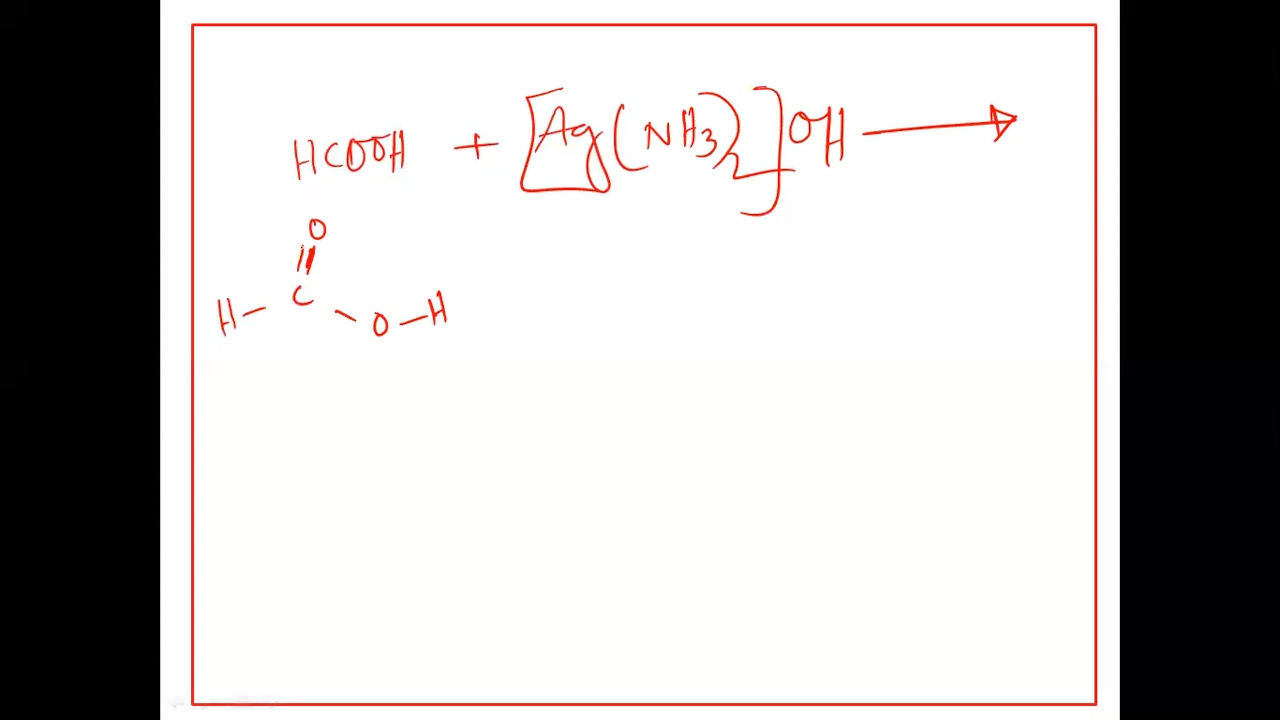 HCOOH + [Ag(NH3)2]OH ⟶
O
||
H - C - O - H